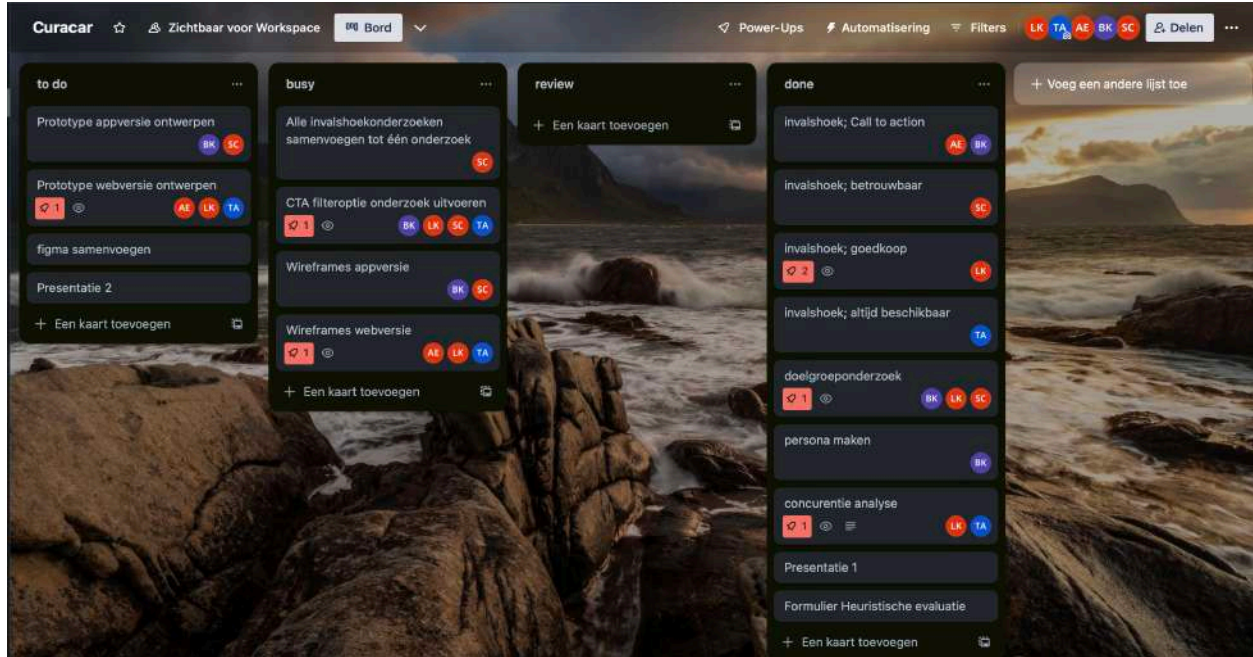 Curacar Zichtbaar voor Workspace Bord Power-Ups Automatisering Filters LK TA AE BK SC Delen
to do
Prototype appversie ontwerpen
BK SC
Prototype webversie ontwerpen
1 AE LK TA
figma samenvoegen
Presentatie 2
+ Een kaart toevoegen
busy
Alle invalshoekonderzoeken
samenvoegen tot één onderzoek
SC
CTA filteroptie onderzoek uitvoeren
1 BK LK SC TA
Wireframes appversie
BK SC
Wireframes webversie
1 AE LK TA
+ Een kaart toevoegen
review
+ Een kaart toevoegen
done
invalshoek; Call to action
AE BK
invalshoek; betrouwbaar
SC
invalshoek; goedkoop
2 LK
invalshoek; altijd beschikbaar
TA
doelgroeponderzoek
1 BK LK SC
persona maken
BK
concurentie analyse
1 LK TA
Presentatie 1
Formulier Heuristische evaluatie
+ Een kaart toevoegen
+ Voeg een andere lijst toe